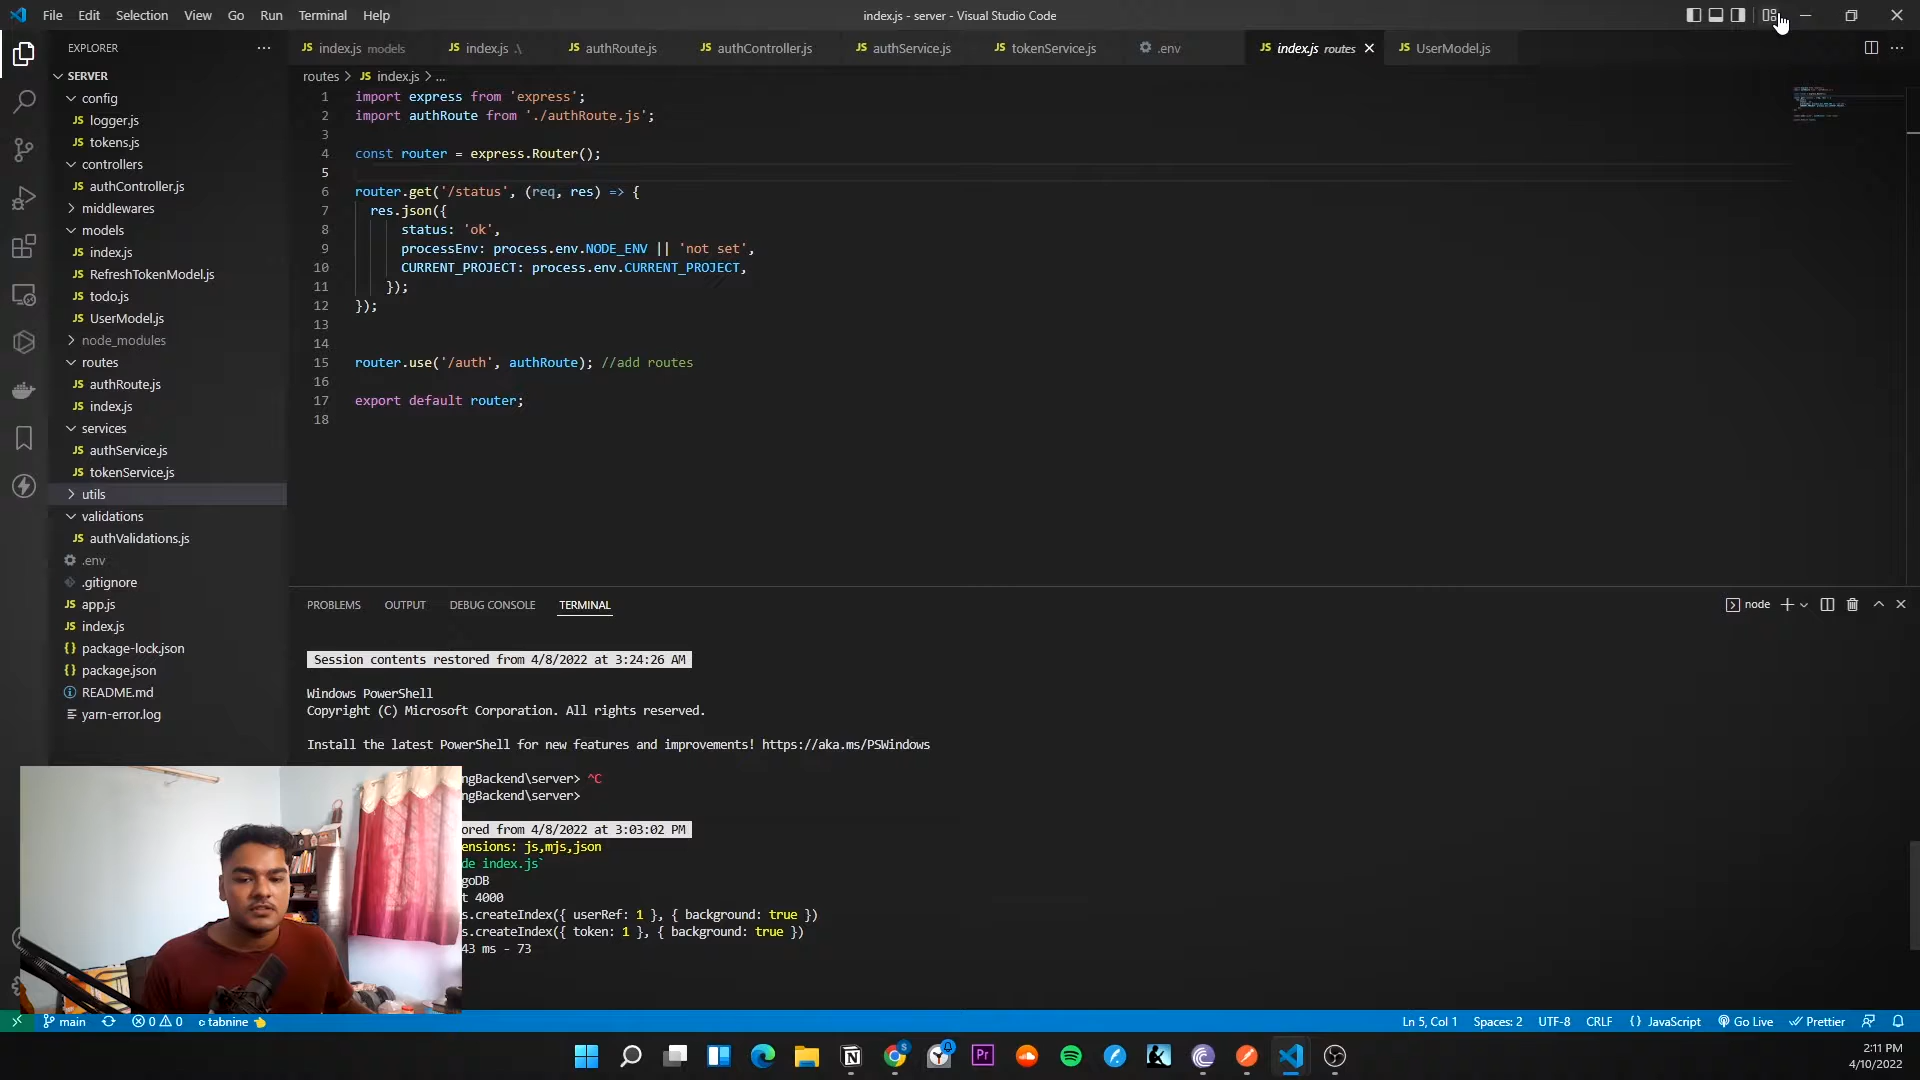 File Edit Selection View Go Run Terminal Help
index.js - server - Visual Studio Code
EXPLORER
index.js models
index.js .\
authRoute.js
authController.js
authService.js
tokenService.js
.env
index.js routes
UserModel.js
SERVER
config
logger.js
tokens.js
controllers
authController.js
middlewares
models
index.js
RefreshTokenModel.js
todo.js
UserModel.js
node_modules
routes
authRoute.js
index.js
services
authService.js
tokenService.js
utils
validations
authValidations.js
.env
.gitignore
app.js
index.js
package-lock.json
package.json
README.md
yarn-error.log
routes > JS index.js > ...
1 import express from 'express';
2 import authRoute from './authRoute.js';
3
4 const router = express.Router();
5
6 router.get('/status', (req, res) => {
7 res.json({
8 status: 'ok',
9 processEnv: process.env.NODE_ENV || 'not set',
10 CURRENT_PROJECT: process.env.CURRENT_PROJECT,
11 });
12 });
13
14
15 router.use('/auth', authRoute); //add routes
16
17 export default router;
18
PROBLEMS OUTPUT DEBUG CONSOLE TERMINAL
node
Session contents restored from 4/8/2022 at 3:24:26 AM
Windows PowerShell
Copyright (C) Microsoft Corporation. All rights reserved.
Install the latest PowerShell for new features and improvements! https://aka.ms/PSWindows
ngBackend\server> ^C
ngBackend\server>
ored from 4/8/2022 at 3:03:02 PM
ensions: js,mjs,json
de index.js`
goDB
t 4000
s.createIndex({ userRef: 1 }, { background: true })
s.createIndex({ token: 1 }, { background: true })
43 ms - 73
main 0 0 tabnine
Ln 5, Col 1 Spaces: 2 UTF-8 CRLF {} JavaScript Go Live Prettier
2:11 PM
4/10/2022